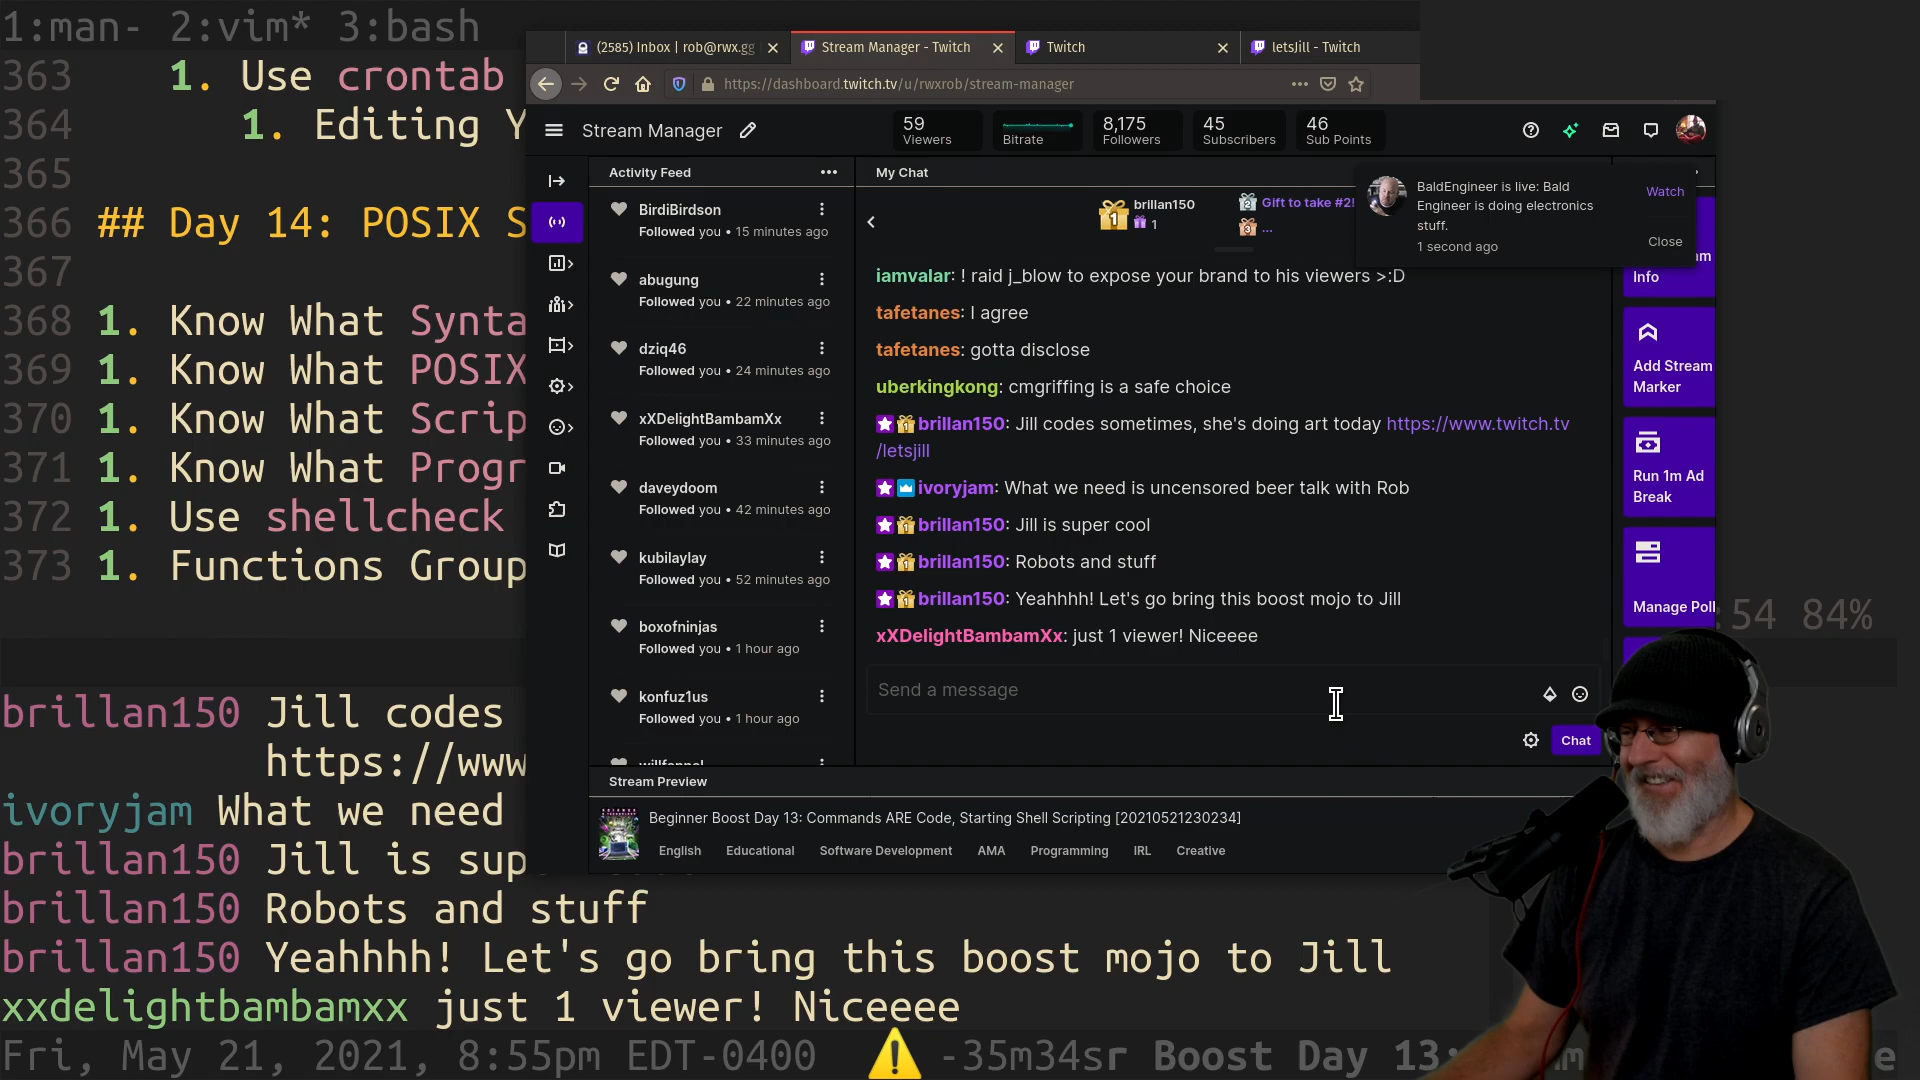 1:man- 2:vim* 3:bash
363 1. Use crontab
364 1. Editing Y
365
366 ## Day 14: POSIX S
367
368 1. Know What Synta
369 1. Know What POSIX
370 1. Know What Scrip
371 1. Know What Progr
372 1. Use shellcheck
373 1. Functions Group
:54 84%
(2585) Inbox | rob@rwx.gg
Stream Manager - Twitch
Twitch
letsJill - Twitch
https://dashboard.twitch.tv/u/rwxrob/stream-manager
Stream Manager
59
Viewers
Bitrate
8,175
Followers
45
Subscribers
46
Sub Points
Activity Feed
BirdiBirdson
Followed you • 15 minutes ago
abugung
Followed you • 22 minutes ago
dziq46
Followed you • 24 minutes ago
xXDelightBambamXx
Followed you • 33 minutes ago
daveydoom
Followed you • 42 minutes ago
kubilaylay
Followed you • 52 minutes ago
boxofninjas
Followed you • 1 hour ago
konfuz1us
Followed you • 1 hour ago
My Chat
1
brillan150
1
2
Gift to take #2!
3
...
iamvalar: ! raid j_blow to expose your brand to his viewers >:D
tafetanes: I agree
tafetanes: gotta disclose
uberkingkong: cmgriffing is a safe choice
brillan150: Jill codes sometimes, she's doing art today https://www.twitch.tv
/letsjill
ivoryjam: What we need is uncensored beer talk with Rob
brillan150: Jill is super cool
brillan150: Robots and stuff
brillan150: Yeahhhh! Let's go bring this boost mojo to Jill
xXDelightBambamXx: just 1 viewer! Niceeee
Send a message
Chat
BaldEngineer is live: Bald
Engineer is doing electronics
stuff.
1 second ago
Watch
Close
Info
Add Stream
Marker
Run 1m Ad
Break
Manage Poll
Stream Preview
Beginner Boost Day 13: Commands ARE Code, Starting Shell Scripting [20210521230234]
English Educational Software Development AMA Programming IRL Creative
brillan150 Jill codes
https://www
ivoryjam What we need
brillan150 Jill is sup
brillan150 Robots and stuff
brillan150 Yeahhhh! Let's go bring this boost mojo to Jill
xxdelightbambamxx just 1 viewer! Niceeee
Fri, May 21, 2021, 8:55pm EDT-0400 -35m34sr Boost Day 13: